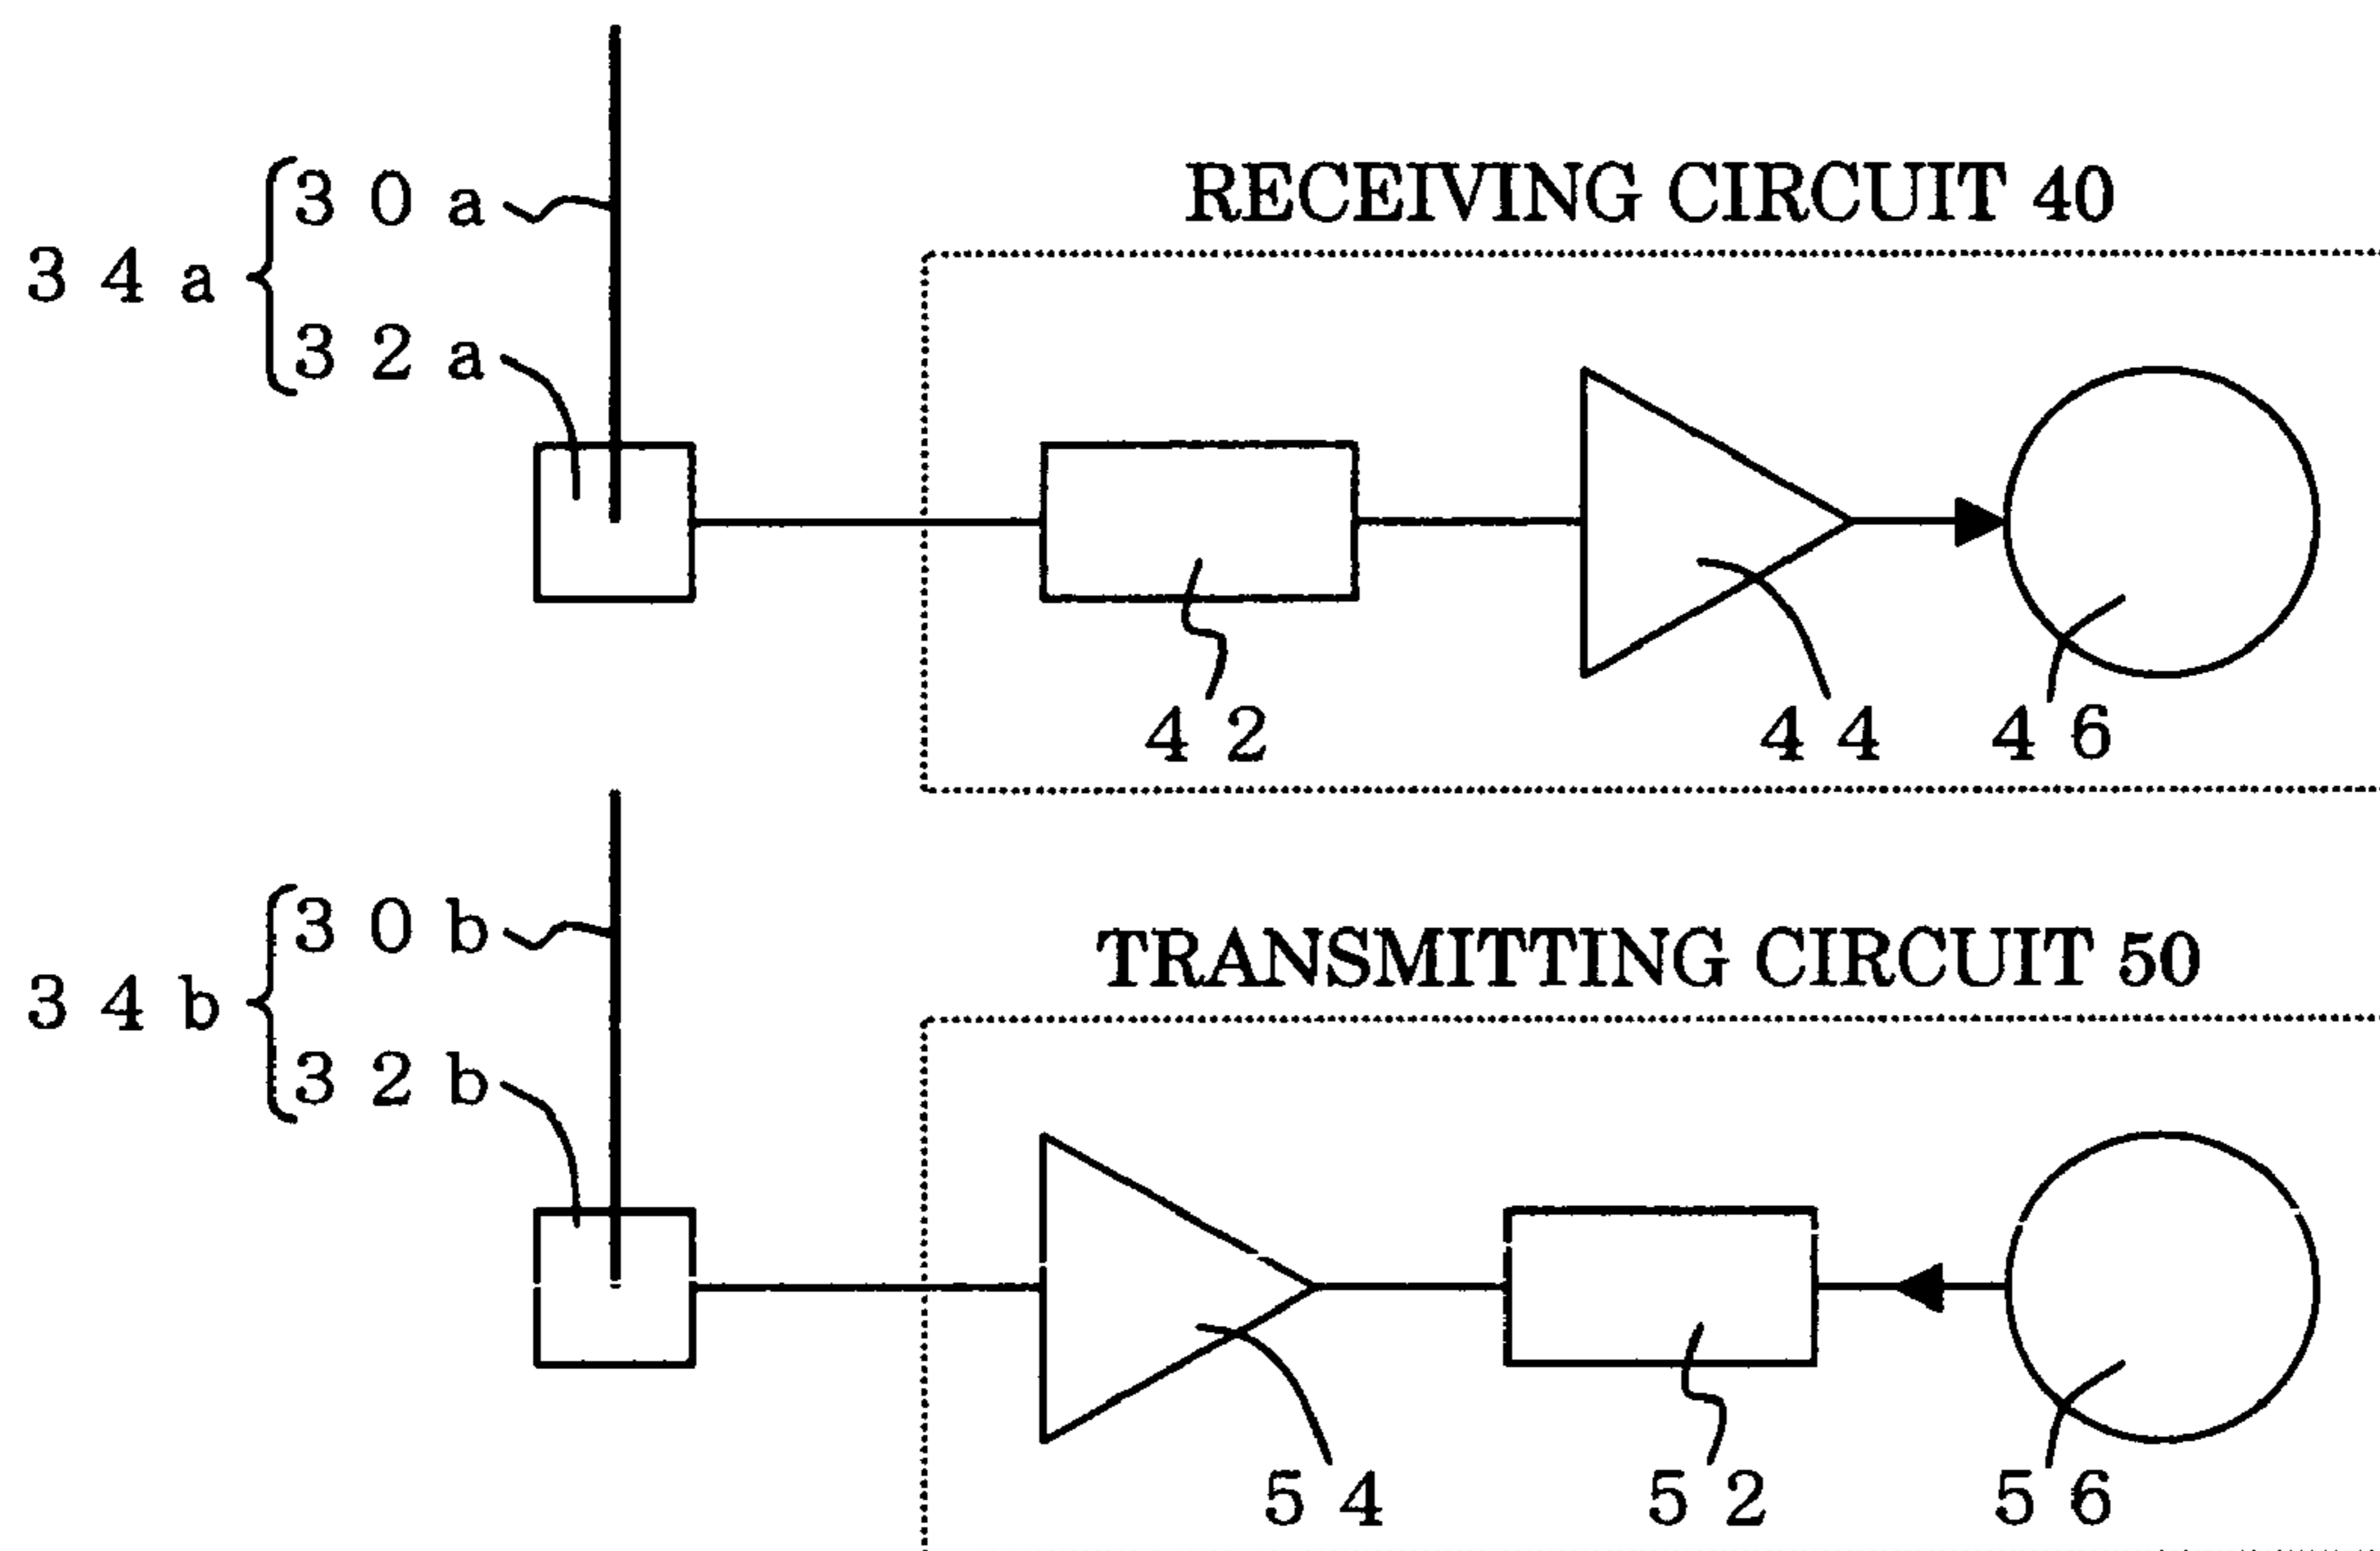 RECEIVING CIRCUIT 40
30a
34a
32a
42
44
46
30b
TRANSMITTING CIRCUIT 50
34b
32b
54
52
56